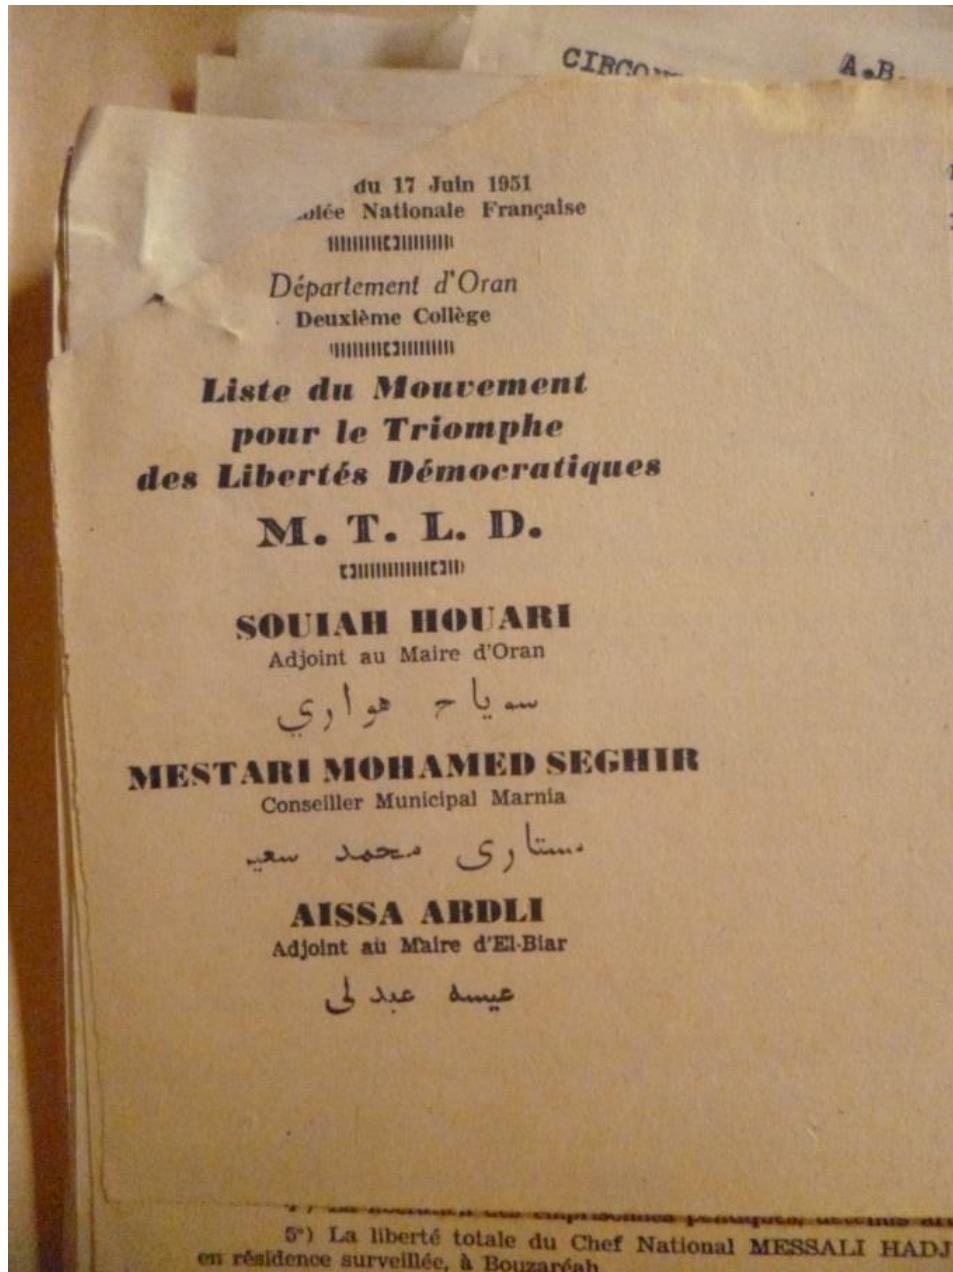 A.B.
du 17 Juin 1951
Nationale Française
Département d'Oran
Deuxième Collège
Liste du Mouvement
pour le Triomphe
des Libertés Démocratiques
M. T. L. D.
SOUIAH HOUARI
Adjoint au Maire d'Oran
سوياح هواري
MESTARI MOHAMED SEGHIR
Conseiller Municipal Marnia
مستاري محمد
AISSA ABDLI
Adjoint au Maire d'El-Biar
عيسه عبدلي
5°) La liberté totale du Chef National MESSALI HADJ
en résidence surveillée, à Bouzaréah